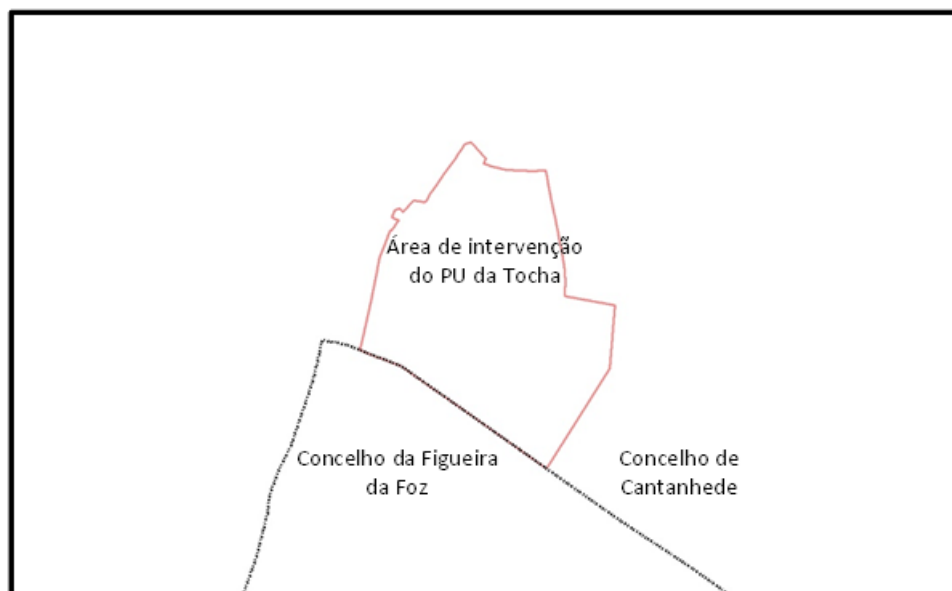 Área de intervenção
do PU da Tocha
Concelho da Figueira
da Foz
Concelho de
Cantanhede